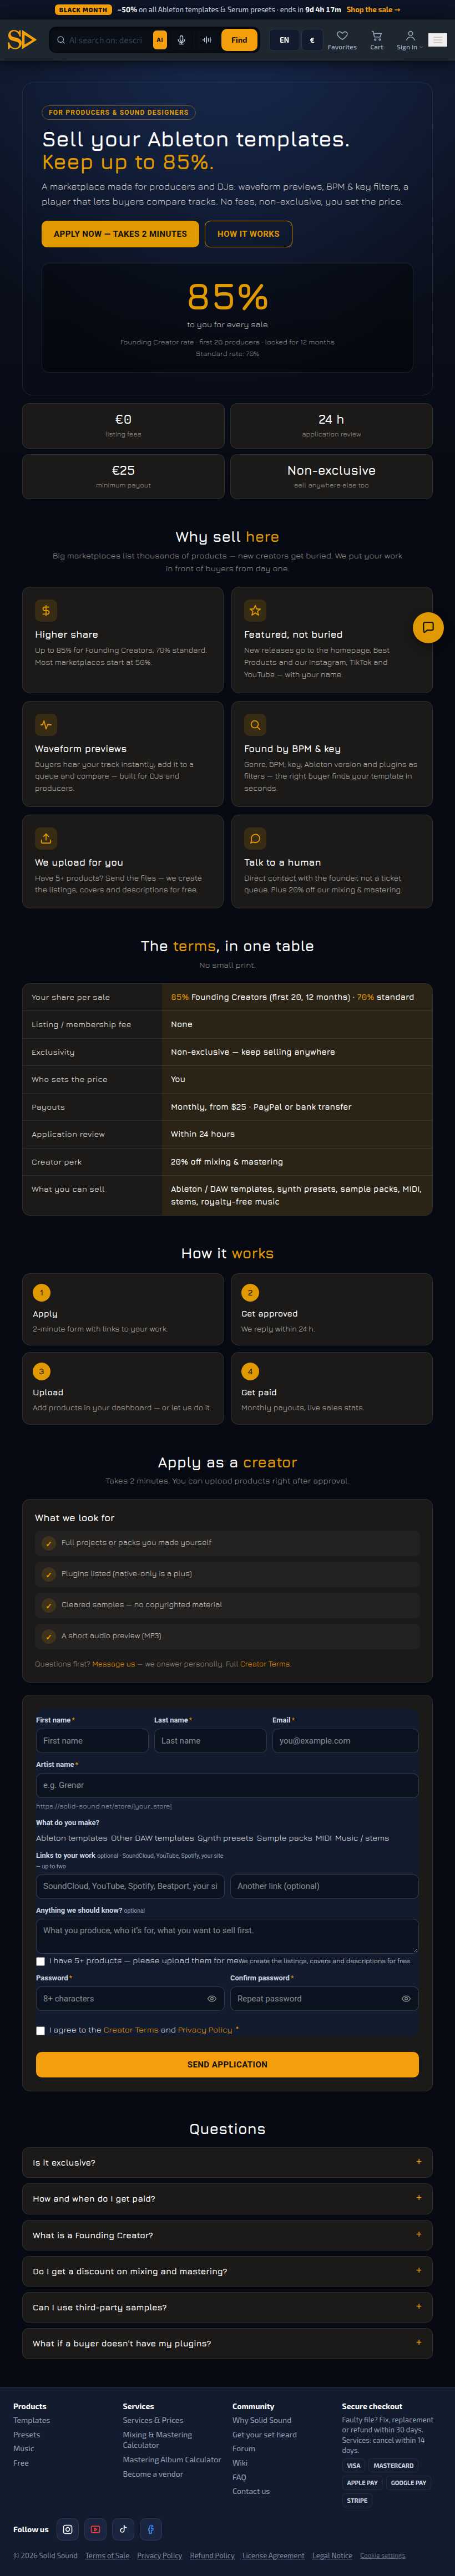 BLACK MONTH −50% on all Ableton templates & Serum presets · ends in 9d 4h 17m Shop the sale →
SD AI search on: descri AI Find EN € Favorites Cart Sign in
FOR PRODUCERS & SOUND DESIGNERS
Sell your Ableton templates.
Keep up to 85%.
A marketplace made for producers and DJs: waveform previews, BPM & key filters, a
player that lets buyers compare tracks. No fees, non-exclusive, you set the price.
APPLY NOW — TAKES 2 MINUTES HOW IT WORKS
85%
to you for every sale
Founding Creator rate · first 20 producers · locked for 12 months
Standard rate: 70%
€0 24 h
listing fees application review
€25 Non-exclusive
minimum payout sell anywhere else too
Why sell here
Big marketplaces list thousands of products — new creators get buried. We put your work
in front of buyers from day one.
Higher share
Up to 85% for Founding Creators, 70% standard.
Most marketplaces start at 50%.
Featured, not buried
New releases go to the homepage, Best
Products and our Instagram, TikTok and
YouTube — with your name.
Waveform previews
Buyers hear your track instantly, add it to a
queue and compare — built for DJs and
producers.
Found by BPM & key
Genre, BPM, key, Ableton version and plugins as
filters — the right buyer finds your template in
seconds.
We upload for you
Have 5+ products? Send the files — we create
the listings, covers and descriptions for free.
Talk to a human
Direct contact with the founder, not a ticket
queue. Plus 20% off our mixing & mastering.
The terms, in one table
No small print.
Your share per sale 85% Founding Creators (first 20, 12 months) · 70% standard
Listing / membership fee None
Exclusivity Non-exclusive — keep selling anywhere
Who sets the price You
Payouts Monthly, from $25 · PayPal or bank transfer
Application review Within 24 hours
Creator perk 20% off mixing & mastering
What you can sell Ableton / DAW templates, synth presets, sample packs, MIDI,
stems, royalty-free music
How it works
1 2
Apply Get approved
2-minute form with links to your work. We reply within 24 h.
3 4
Upload Get paid
Add products in your dashboard — or let us do it. Monthly payouts, live sales stats.
Apply as a creator
Takes 2 minutes. You can upload products right after approval.
What we look for
✓ Full projects or packs you made yourself
✓ Plugins listed (native-only is a plus)
✓ Cleared samples — no copyrighted material
✓ A short audio preview (MP3)
Questions first? Message us — we answer personally. Full Creator Terms.
First name * Last name * Email *
First name Last name you@example.com
Artist name *
e.g. Grenør
https://solid-sound.net/store/(your_store)
What do you make?
Ableton templates Other DAW templates Synth presets Sample packs MIDI Music / stems
Links to your work optional · SoundCloud, YouTube, Spotify, your site
— up to two
SoundCloud, YouTube, Spotify, Beatport, your si Another link (optional)
Anything we should know? optional
What you produce, who it's for, what you want to sell first.
I have 5+ products — please upload them for me We create the listings, covers and descriptions for free.
Password * Confirm password *
8+ characters Repeat password
I agree to the Creator Terms and Privacy Policy *
SEND APPLICATION
Questions
Is it exclusive? +
How and when do I get paid? +
What is a Founding Creator? +
Do I get a discount on mixing and mastering? +
Can I use third-party samples? +
What if a buyer doesn't have my plugins? +
Products
Templates
Presets
Music
Free
Services
Services & Prices
Mixing & Mastering
Calculator
Mastering Album Calculator
Become a vendor
Community
Why Solid Sound
Get your set heard
Forum
Wiki
FAQ
Contact us
Secure checkout
Faulty file? Fix, replacement
or refund within 30 days.
Services: cancel within 14
days.
VISA MASTERCARD
APPLE PAY GOOGLE PAY
STRIPE
Follow us
© 2026 Solid Sound Terms of Sale Privacy Policy Refund Policy License Agreement Legal Notice Cookie settings